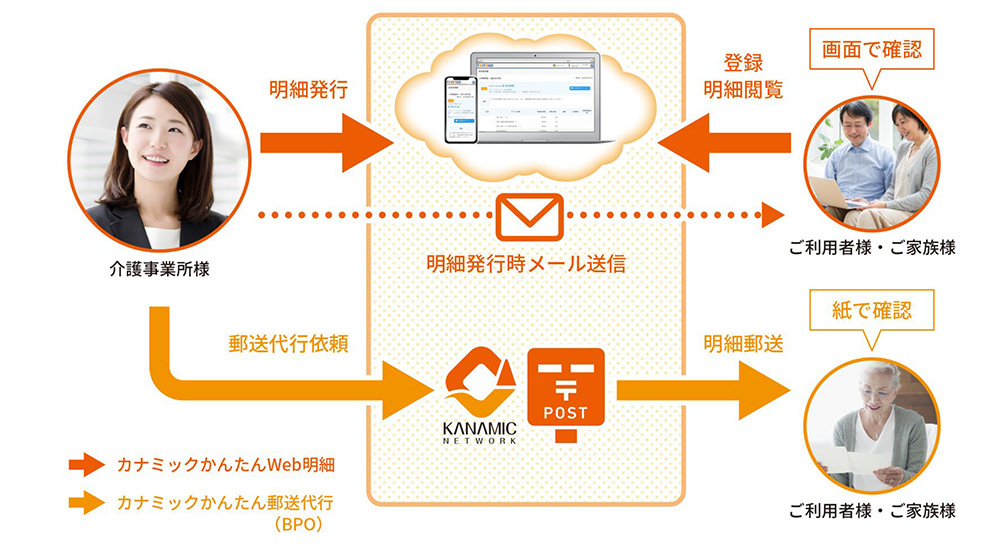 画面で確認
登録
明細閲覧
明細発行
介護事業所様
ご利用者様・ご家族様
明細発行時メール送信
紙で確認
郵送代行依頼
明細郵送
POST
KANAMIC
NETWORK
カナミックかんたんWeb明細
カナミックかんたん郵送代行
（BPO）
ご利用者様・ご家族様